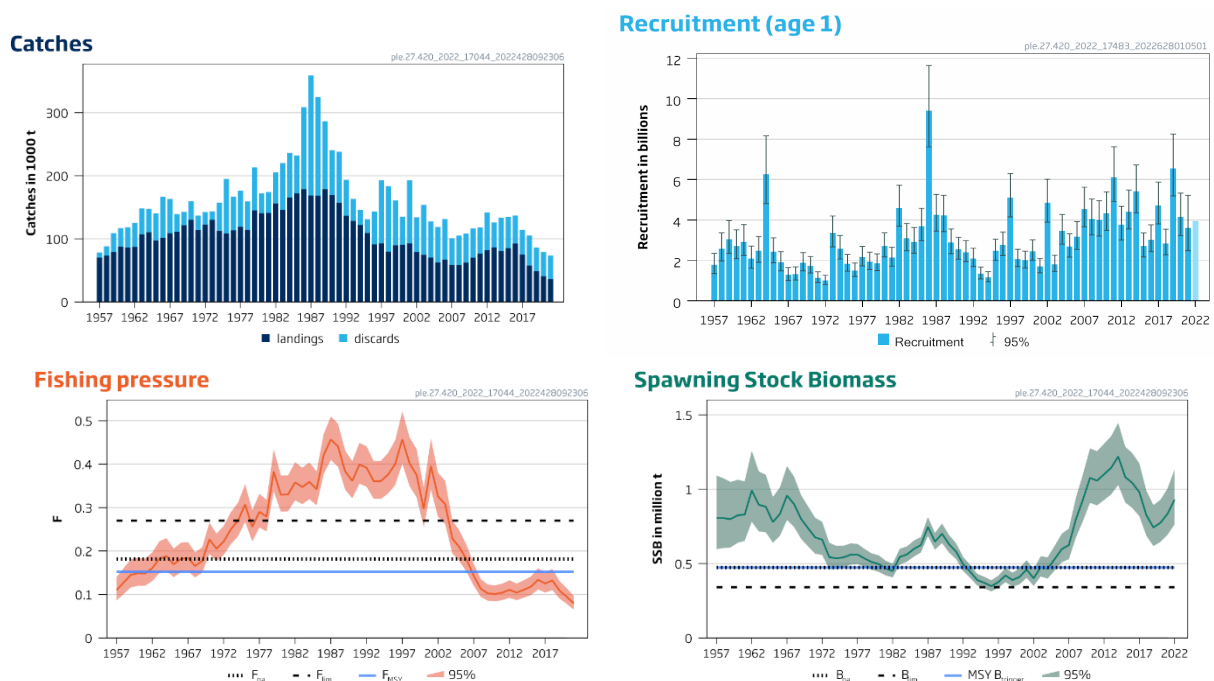 Catches
ple.27.420_2022_17044_2022428092306
Catches in 1000 t
300
200
100
0
1957 1962 1967 1972 1977 1982 1987 1992 1997 2002 2007 2012 2017
landings discards
Recruitment (age 1)
ple.27.420_2022_17483_2022628010501
Recruitment in billions
12
10
8
6
4
2
0
1957 1962 1967 1972 1977 1982 1987 1992 1997 2002 2007 2012 2017 2022
Recruitment 95%
Fishing pressure
ple.27.420_2022_17044_2022428092306
F
0.5
0.4
0.3
0.2
0.1
0
1957 1962 1967 1972 1977 1982 1987 1992 1997 2002 2007 2012 2017
Fpa Flim FMSY 95%
Spawning Stock Biomass
ple.27.420_2022_17044_2022428092306
SSB in million t
1.5
1
0.5
0
1957 1962 1967 1972 1977 1982 1987 1992 1997 2002 2007 2012 2017 2022
Bpa Blim MSY Btrigger 95%